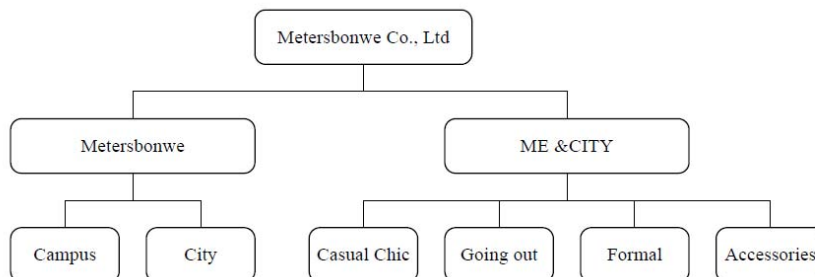 Metersbonwe Co., Ltd
Metersbonwe
ME &CITY
Campus
City
Casual Chic
Going out
Formal
Accessories